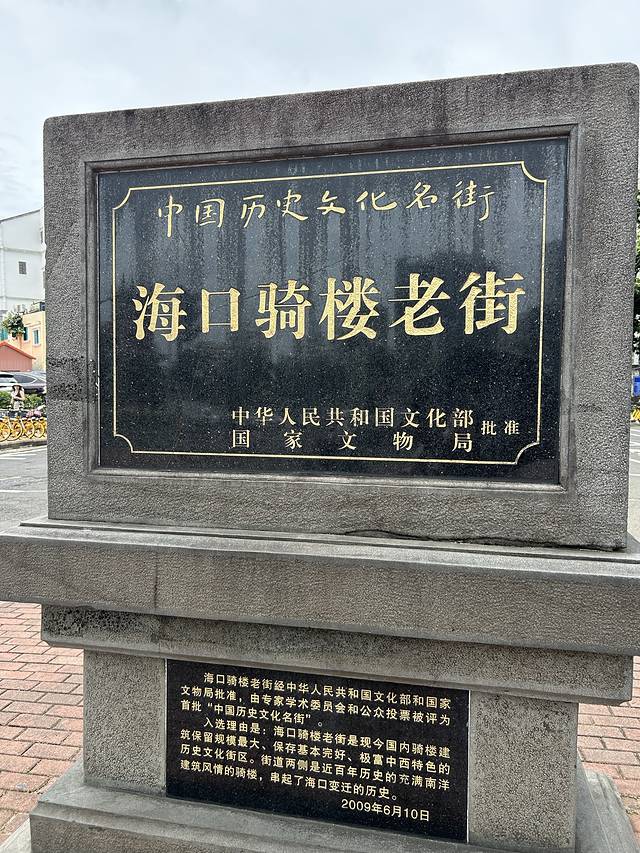 中国历史文化名街
海口骑楼老街
中华人民共和国文化部
国家文物局
批准
海口骑楼老街经中华人民共和国文化部和国家
文物局批准，由专家学术委员会和公众投票被评为
首批“中国历史文化名街”。
入选理由是：海口骑楼老街是现今国内骑楼建
筑保留规模最大、保存基本完好、极富中西特色的
历史文化街区。街道两侧是近百年历史的充满南洋
建筑风情的骑楼，串起了海口变迁的历史。
2009年6月10日